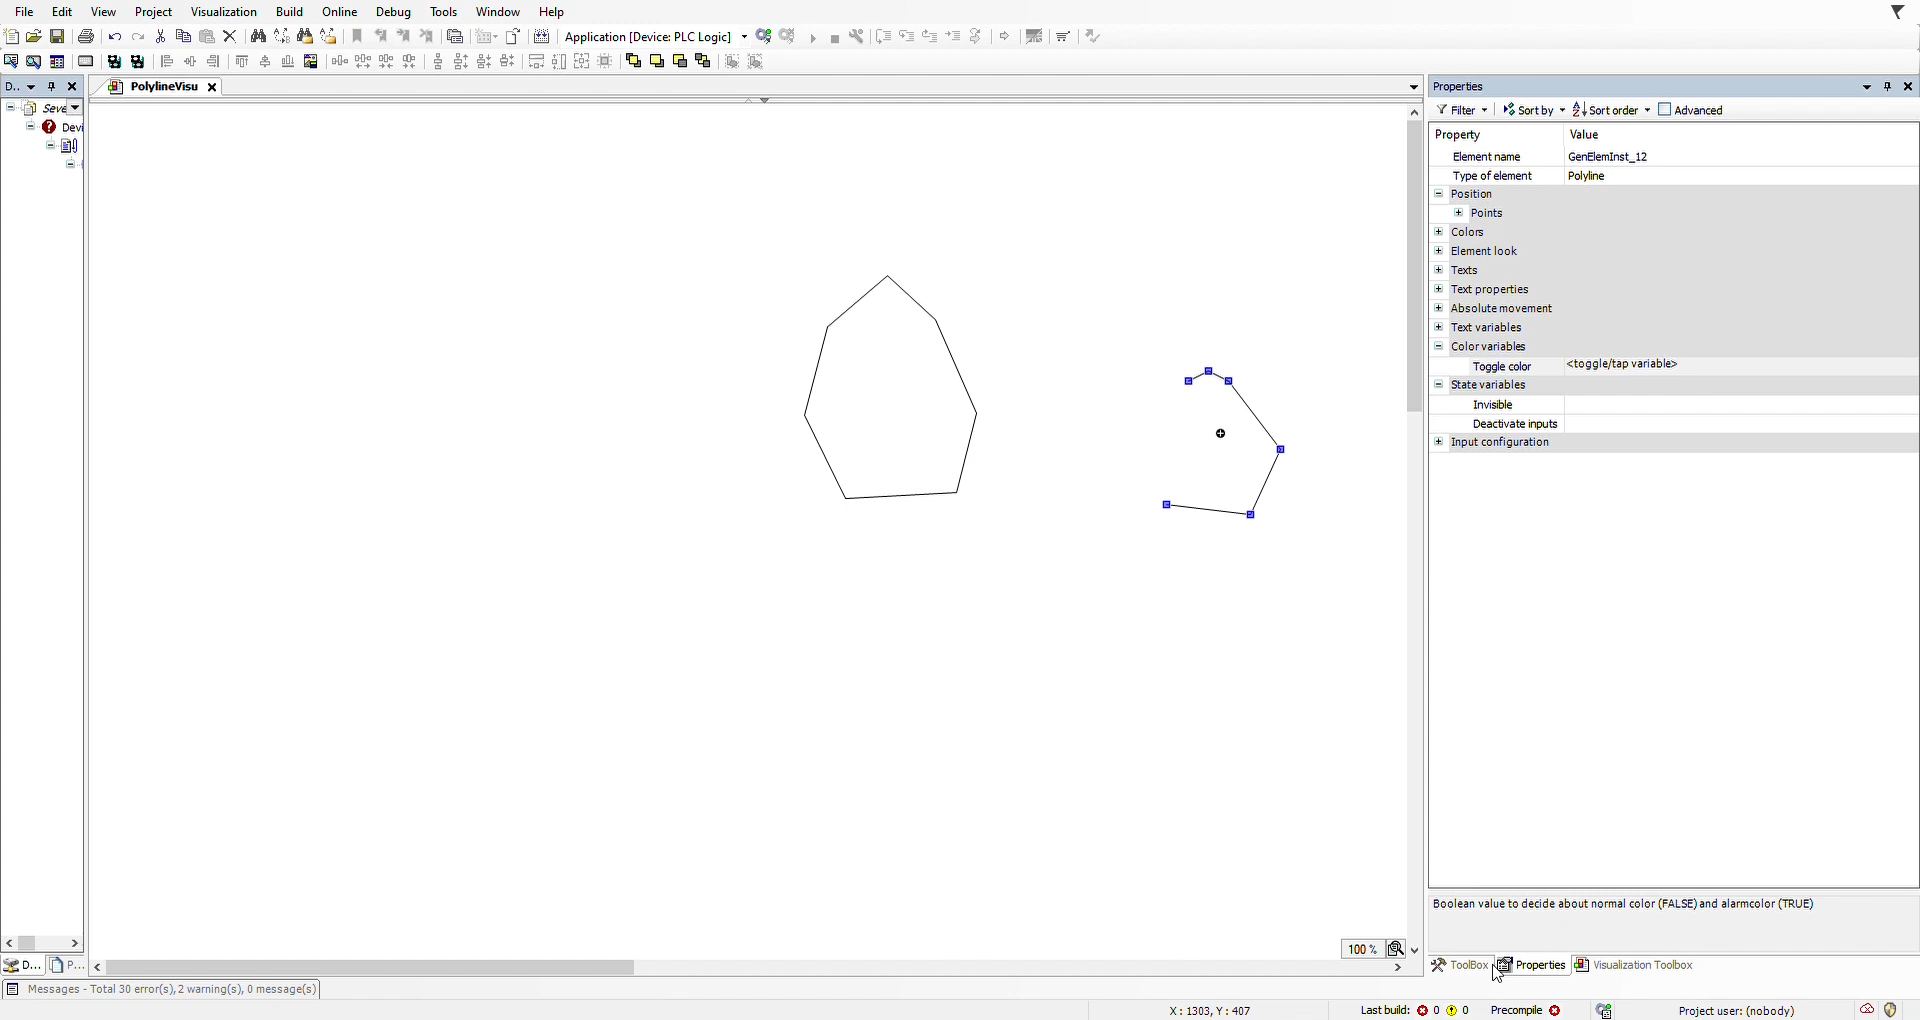 File Edit View Project Visualization Build Online Debug Tools Window Help
Application [Device: PLC Logic]
D..
PolylineVisu
Properties
Seve
Devi
Filter Sort by Sort order Advanced
Property Value
Element name GenElemInst_12
Type of element Polyline
Position
Points
Colors
Element look
Texts
Text properties
Absolute movement
Text variables
Color variables
Toggle color <toggle/tap variable>
State variables
Invisible
Deactivate inputs
Input configuration
Boolean value to decide about normal color (FALSE) and alarmcolor (TRUE)
100 %
D... P...
ToolBox Properties Visualization Toolbox
Messages - Total 30 error(s), 2 warning(s), 0 message(s)
X : 1303, Y : 407
Last build: 0 0 Precompile
Project user: (nobody)